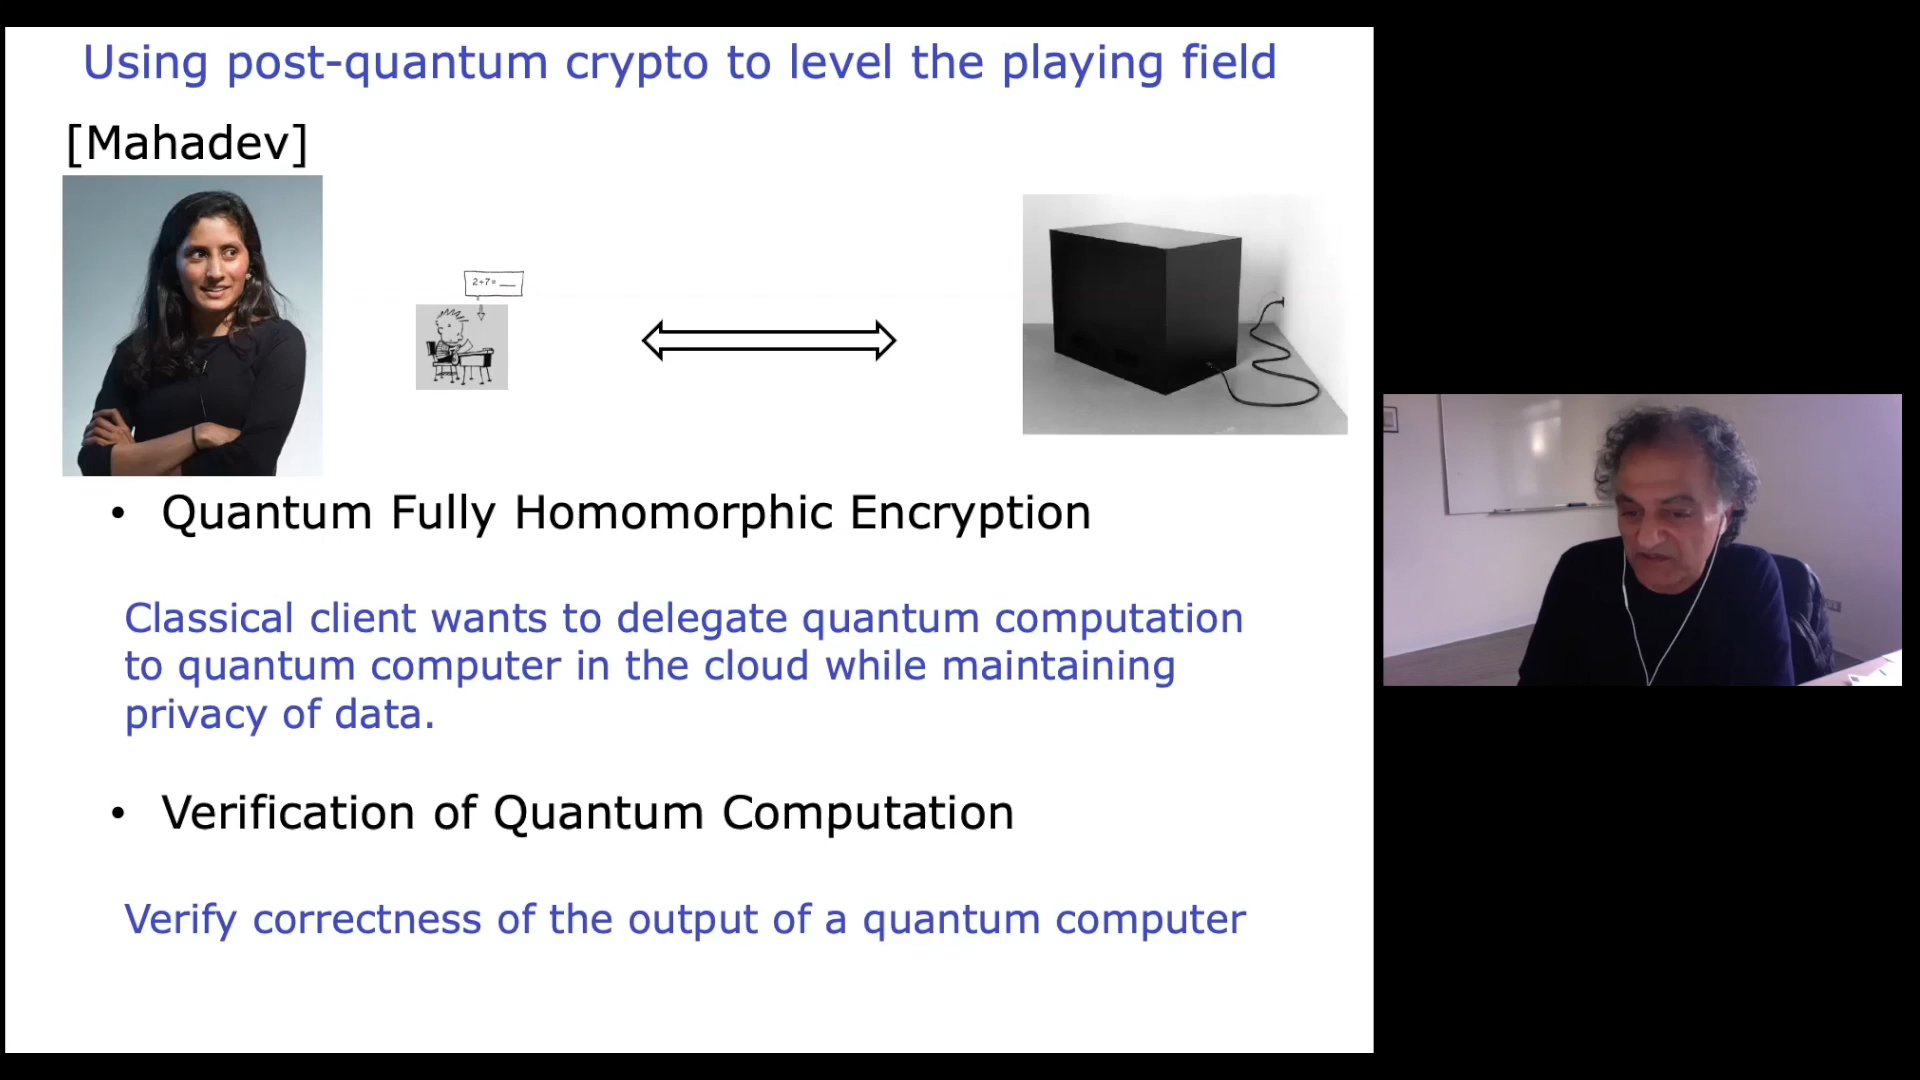 Using post-quantum crypto to level the playing field
[Mahadev]
2+7= __
• Quantum Fully Homomorphic Encryption
Classical client wants to delegate quantum computation
to quantum computer in the cloud while maintaining
privacy of data.
• Verification of Quantum Computation
Verify correctness of the output of a quantum computer